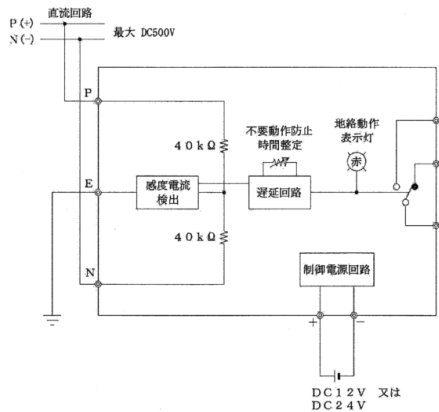 直流回路
P(+)
N(-)
最大 DC500V
P
40kΩ
不要動作防止
時間整定
地絡動作
表示灯
赤
E
感度電流
検出
遅延回路
40kΩ
N
制御電源回路
+
-
DC12V 又は
DC24V